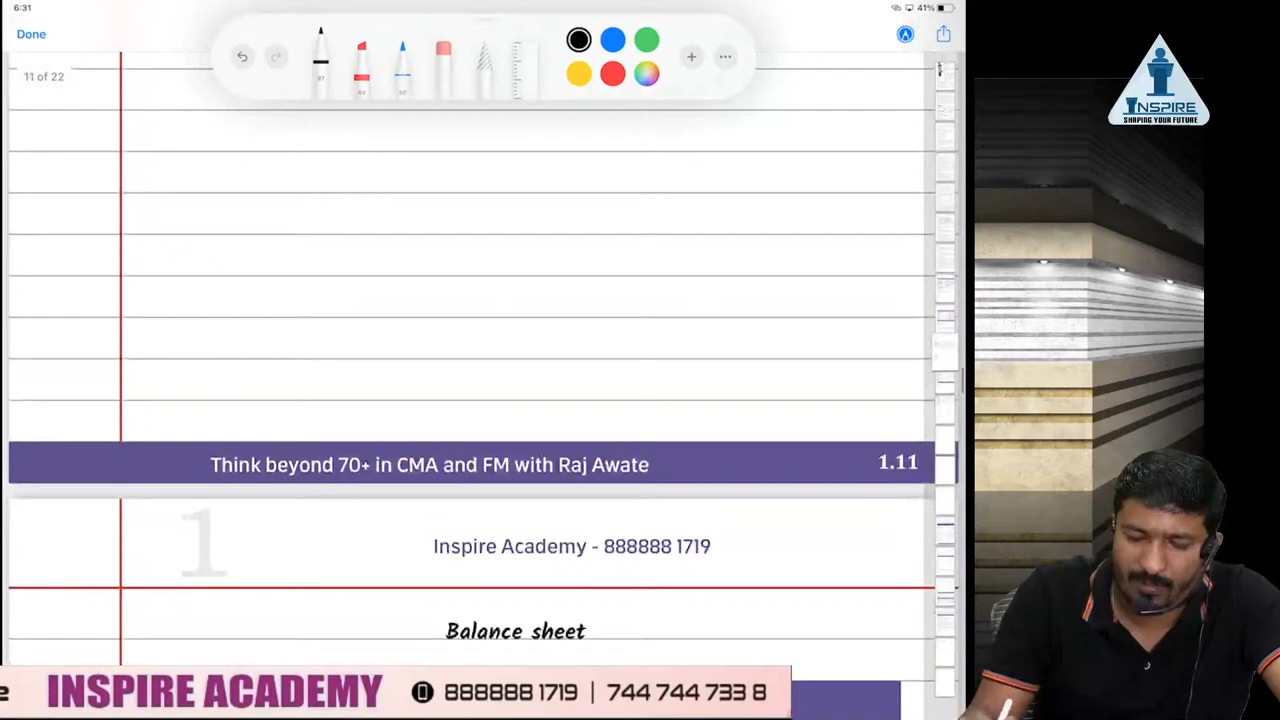 6:31
41%
Done
11 of 22
INSPIRE
SHAPING YOUR FUTURE
Think beyond 70+ in CMA and FM with Raj Awate
1.11
1
Inspire Academy - 888888 1719
Balance sheet
e INSPIRE ACADEMY 888888 1719 | 744 744 733 8